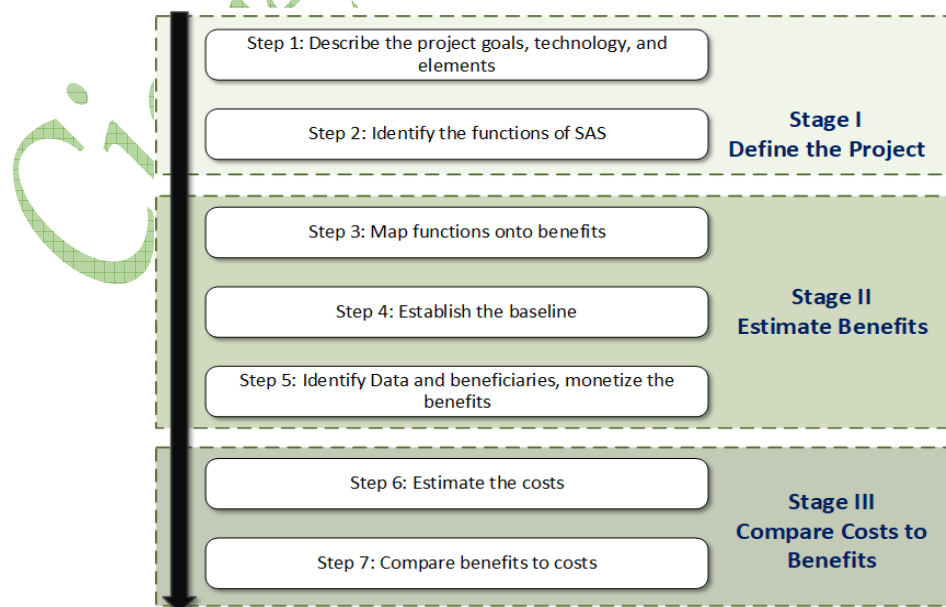 Step 1: Describe the project goals, technology, and
elements
Step 2: Identify the functions of SAS
Stage I
Define the Project
Step 3: Map functions onto benefits
Step 4: Establish the baseline
Step 5: Identify Data and beneficiaries, monetize the
benefits
Stage II
Estimate Benefits
Step 6: Estimate the costs
Step 7: Compare benefits to costs
Stage III
Compare Costs to
Benefits